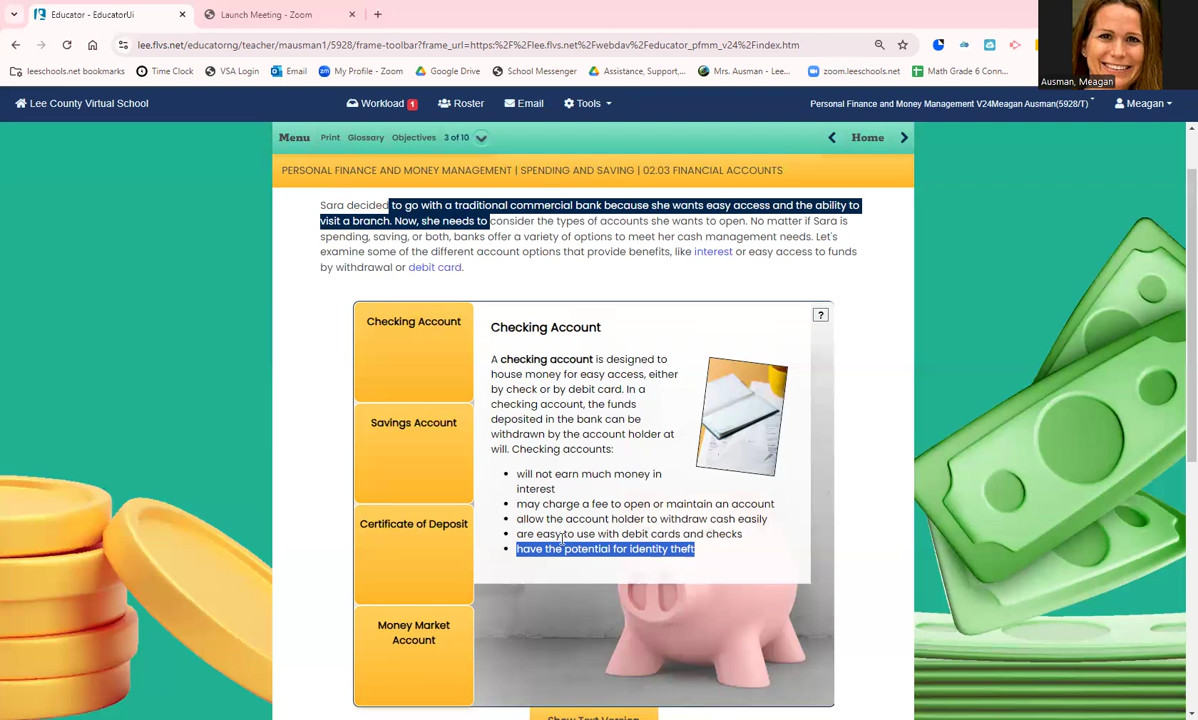 Educator - EducatorUi
Launch Meeting - Zoom
lee.flvs.net/educatorng/teacher/mausman1/5928/frame-toolbar?frame_url=https:%2F%2Flee.flvs.net%2Fwebdav%2Feducator_pfmm_v24%2Findex.htm
leeschools.net bookmarks
Time Clock
VSA Login
Email
My Profile - Zoom
Google Drive
School Messenger
Assistance, Support,...
Mrs. Ausman - Lee...
zoom.leeschools.net
Math Grade 6 Conn...
Ausman, Meagan
Lee County Virtual School
Workload 1
Roster
Email
Tools
Personal Finance and Money Management V24Meagan Ausman(5928/T)
Meagan
Menu Print Glossary Objectives 3 of 10
Home
PERSONAL FINANCE AND MONEY MANAGEMENT | SPENDING AND SAVING | 02.03 FINANCIAL ACCOUNTS
Sara decided to go with a traditional commercial bank because she wants easy access and the ability to
visit a branch. Now, she needs to consider the types of accounts she wants to open. No matter if Sara is
spending, saving, or both, banks offer a variety of options to meet her cash management needs. Let's
examine some of the different account options that provide benefits, like interest or easy access to funds
by withdrawal or debit card.
Checking Account
Savings Account
Certificate of Deposit
Money Market
Account
?
Checking Account
A checking account is designed to
house money for easy access, either
by check or by debit card. In a
checking account, the funds
deposited in the bank can be
withdrawn by the account holder at
will. Checking accounts:
• will not earn much money in
interest
• may charge a fee to open or maintain an account
• allow the account holder to withdraw cash easily
• are easy to use with debit cards and checks
• have the potential for identity theft
Show Text Version